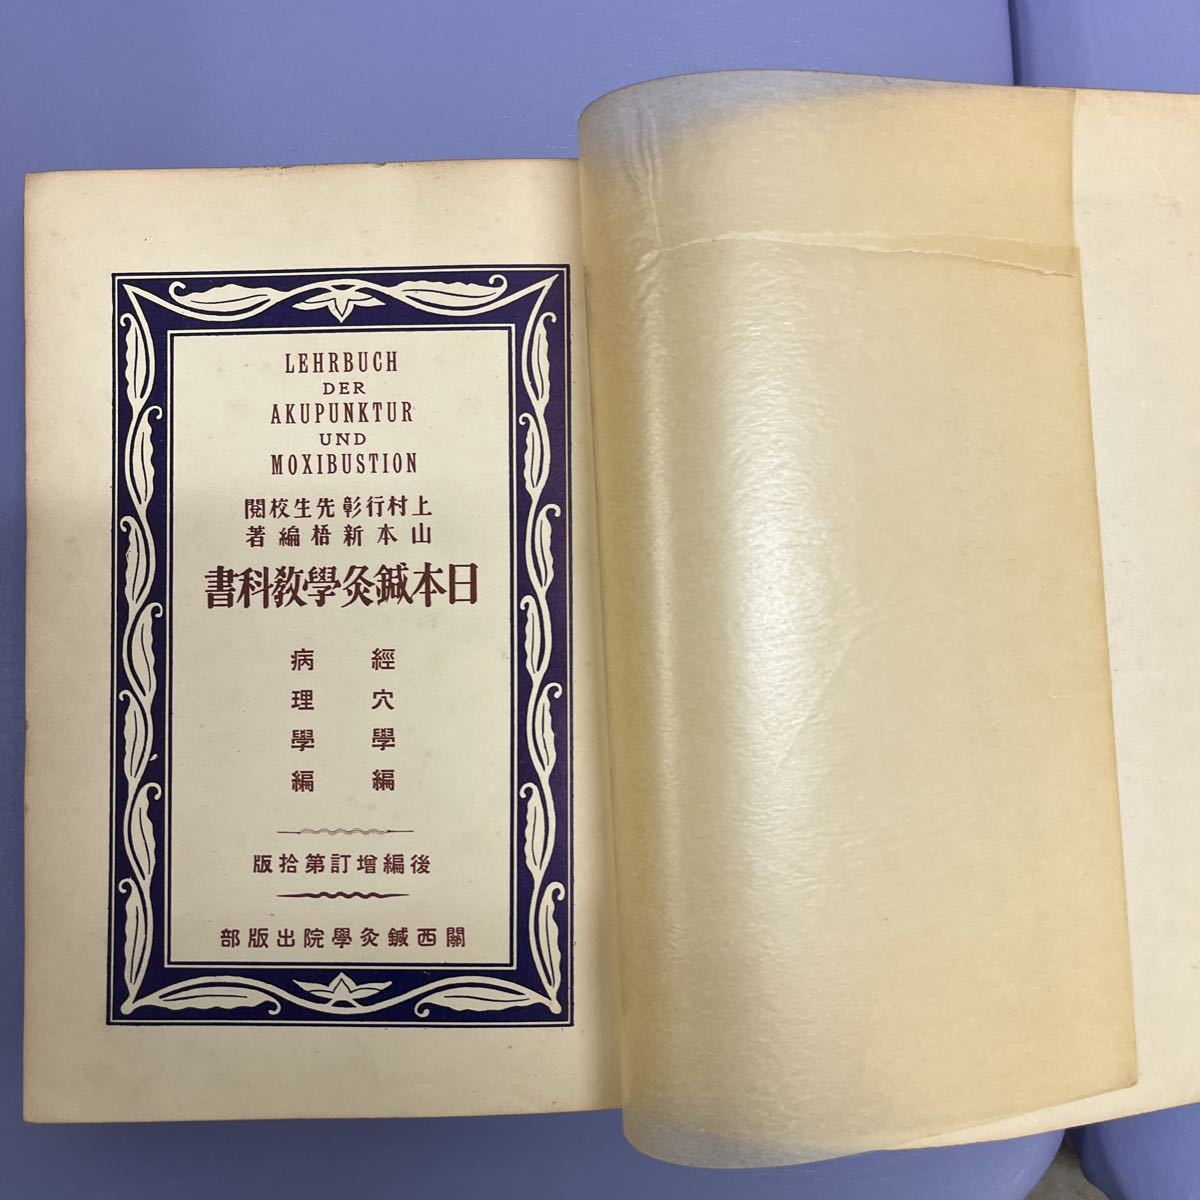 LEHRBUCH
DER
AKUPUNKTUR
UND
MOXIBUSTION
上村行彰先生校閱
山本新梧編著
日本鍼灸學敎科書
經穴學編
病理學編
後編增訂第拾版
關西鍼灸學院出版部